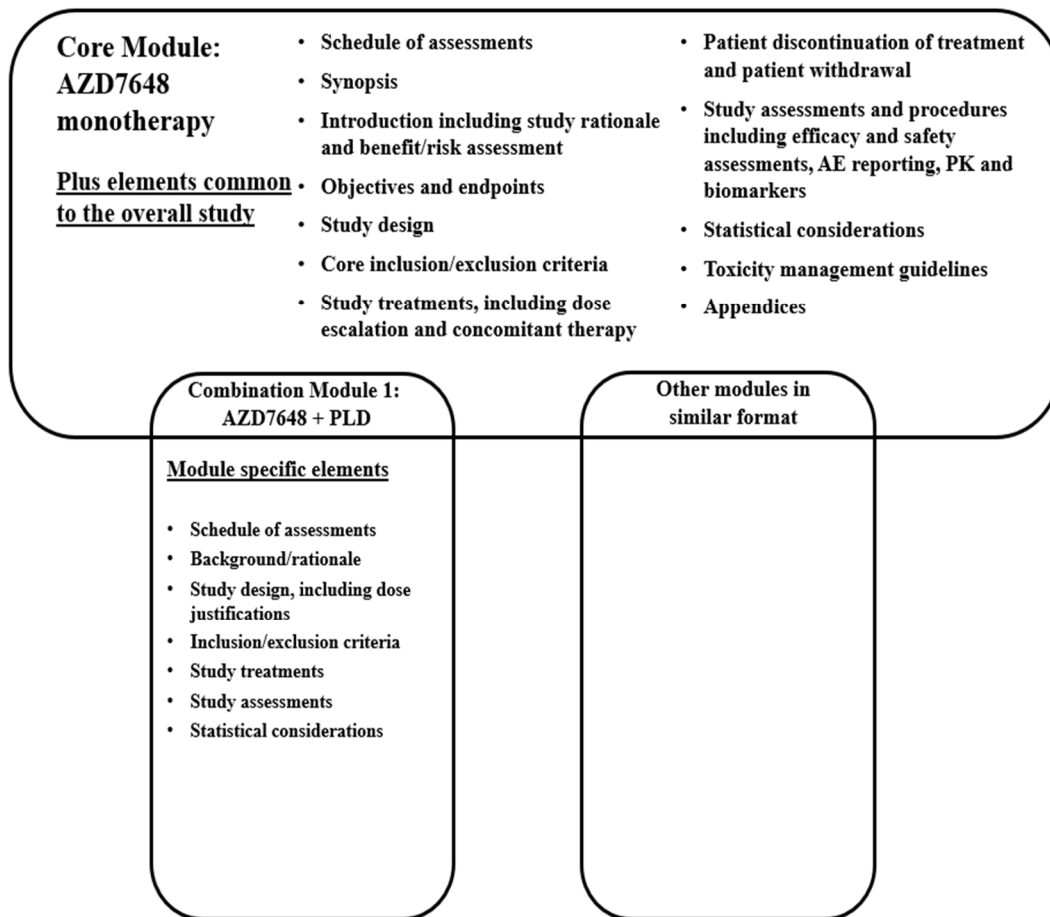 Core Module:
AZD7648
monotherapy
Plus elements common
to the overall study
• Schedule of assessments
• Synopsis
• Introduction including study rationale
and benefit/risk assessment
• Objectives and endpoints
• Study design
• Core inclusion/exclusion criteria
• Study treatments, including dose
escalation and concomitant therapy
• Patient discontinuation of treatment
and patient withdrawal
• Study assessments and procedures
including efficacy and safety
assessments, AE reporting, PK and
biomarkers
• Statistical considerations
• Toxicity management guidelines
• Appendices
Combination Module 1:
AZD7648 + PLD
Module specific elements
• Schedule of assessments
• Background/rationale
• Study design, including dose
justifications
• Inclusion/exclusion criteria
• Study treatments
• Study assessments
• Statistical considerations
Other modules in
similar format